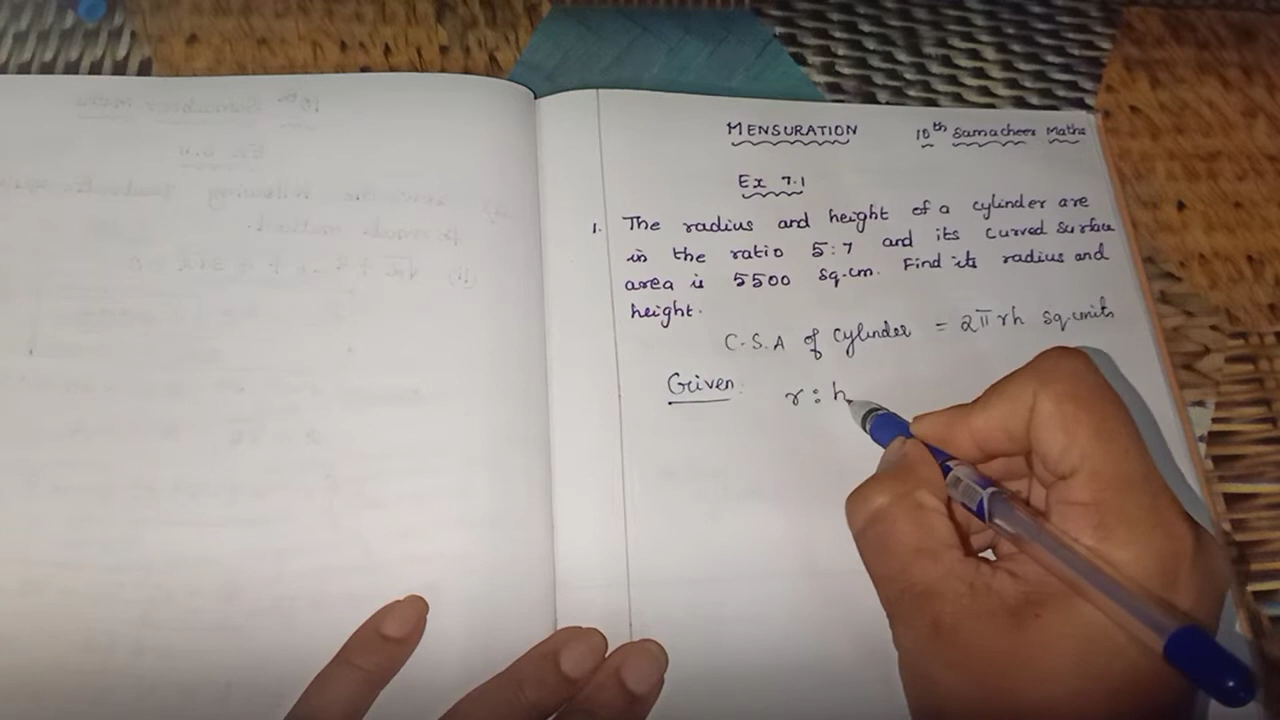 MENSURATION 10th Samacheer Maths
Ex 7.1
1. The radius and height of a cylinder are
in the ratio 5:7 and its curved surface
area is 5500 sq.cm. Find its radius and
height.
C.S.A of cylinder = 2πrh sq.units
Given: r : h